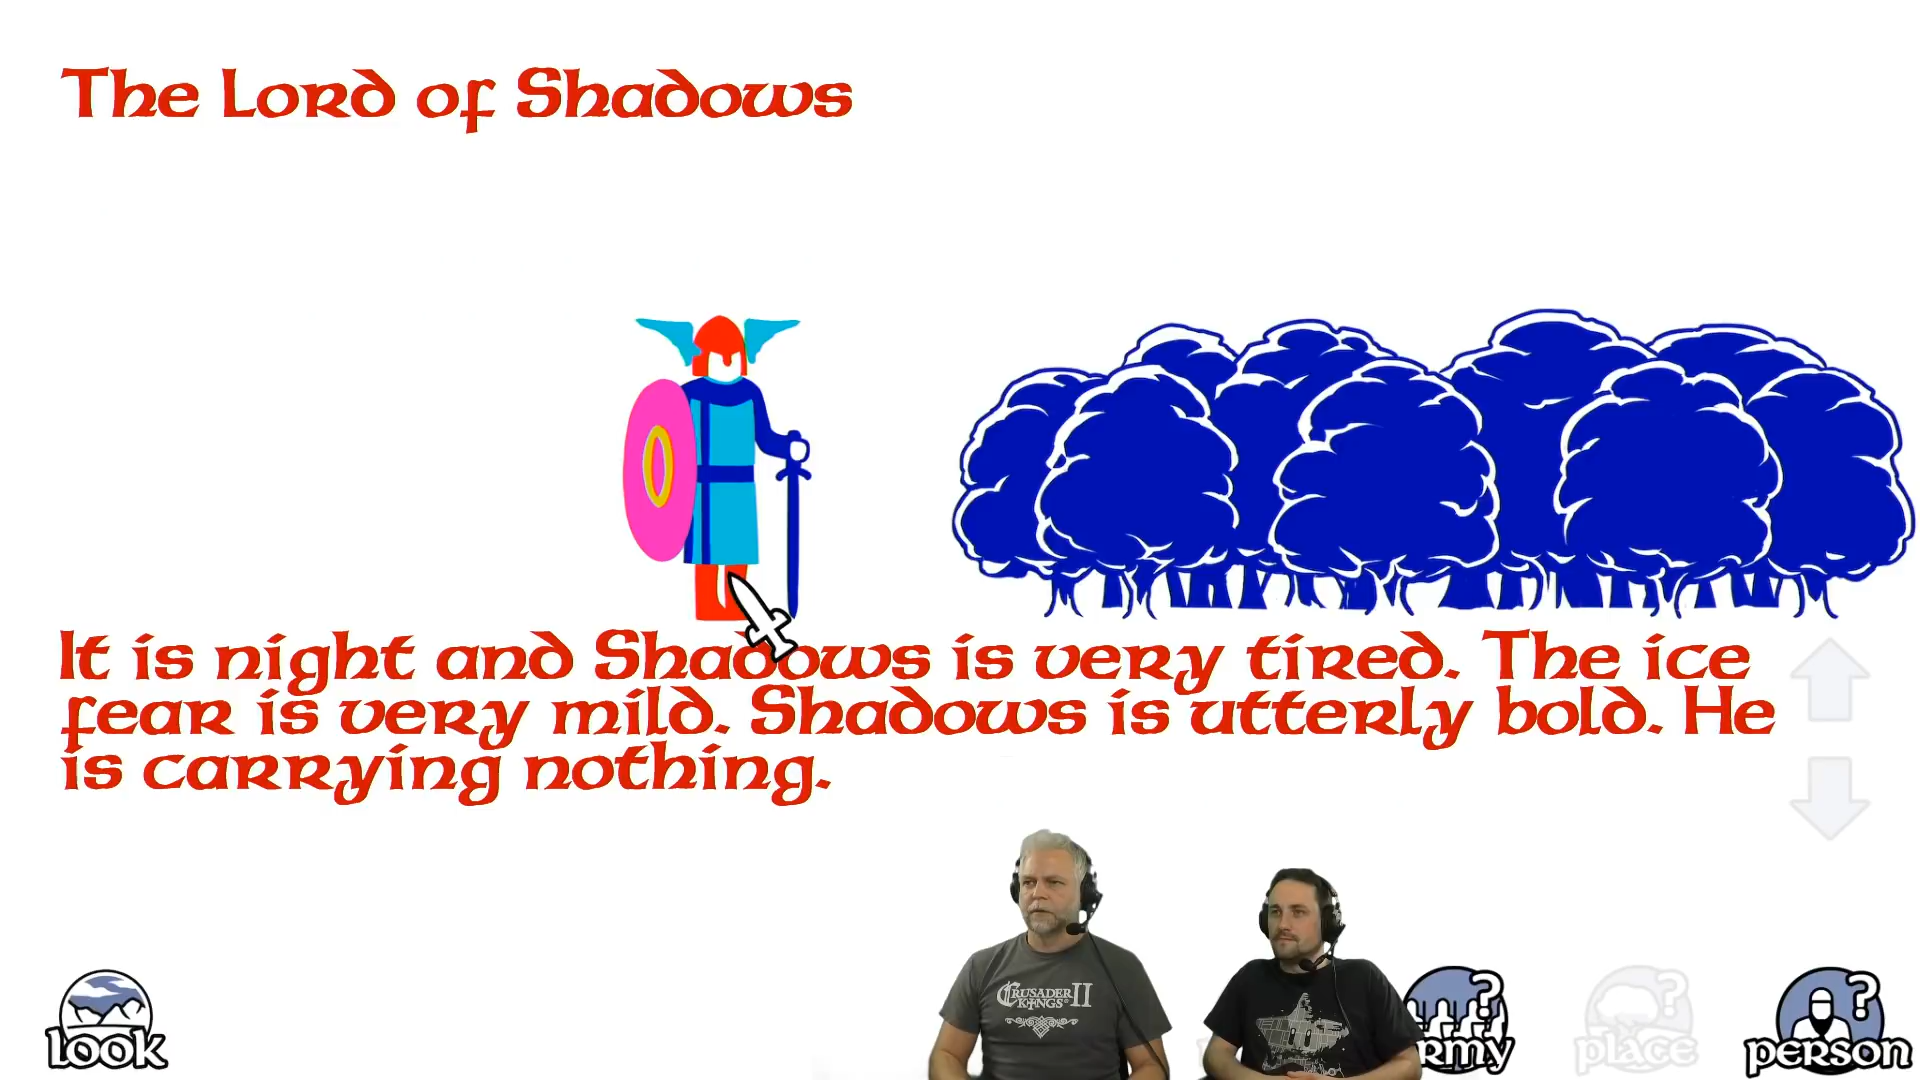 The Lord of Shadows
It is night and Shadows is very tired. The ice
fear is very mild. Shadows is utterly bold. He
is carrying nothing.
Crusader
Kings II
look
?
rmy
?
place
?
person